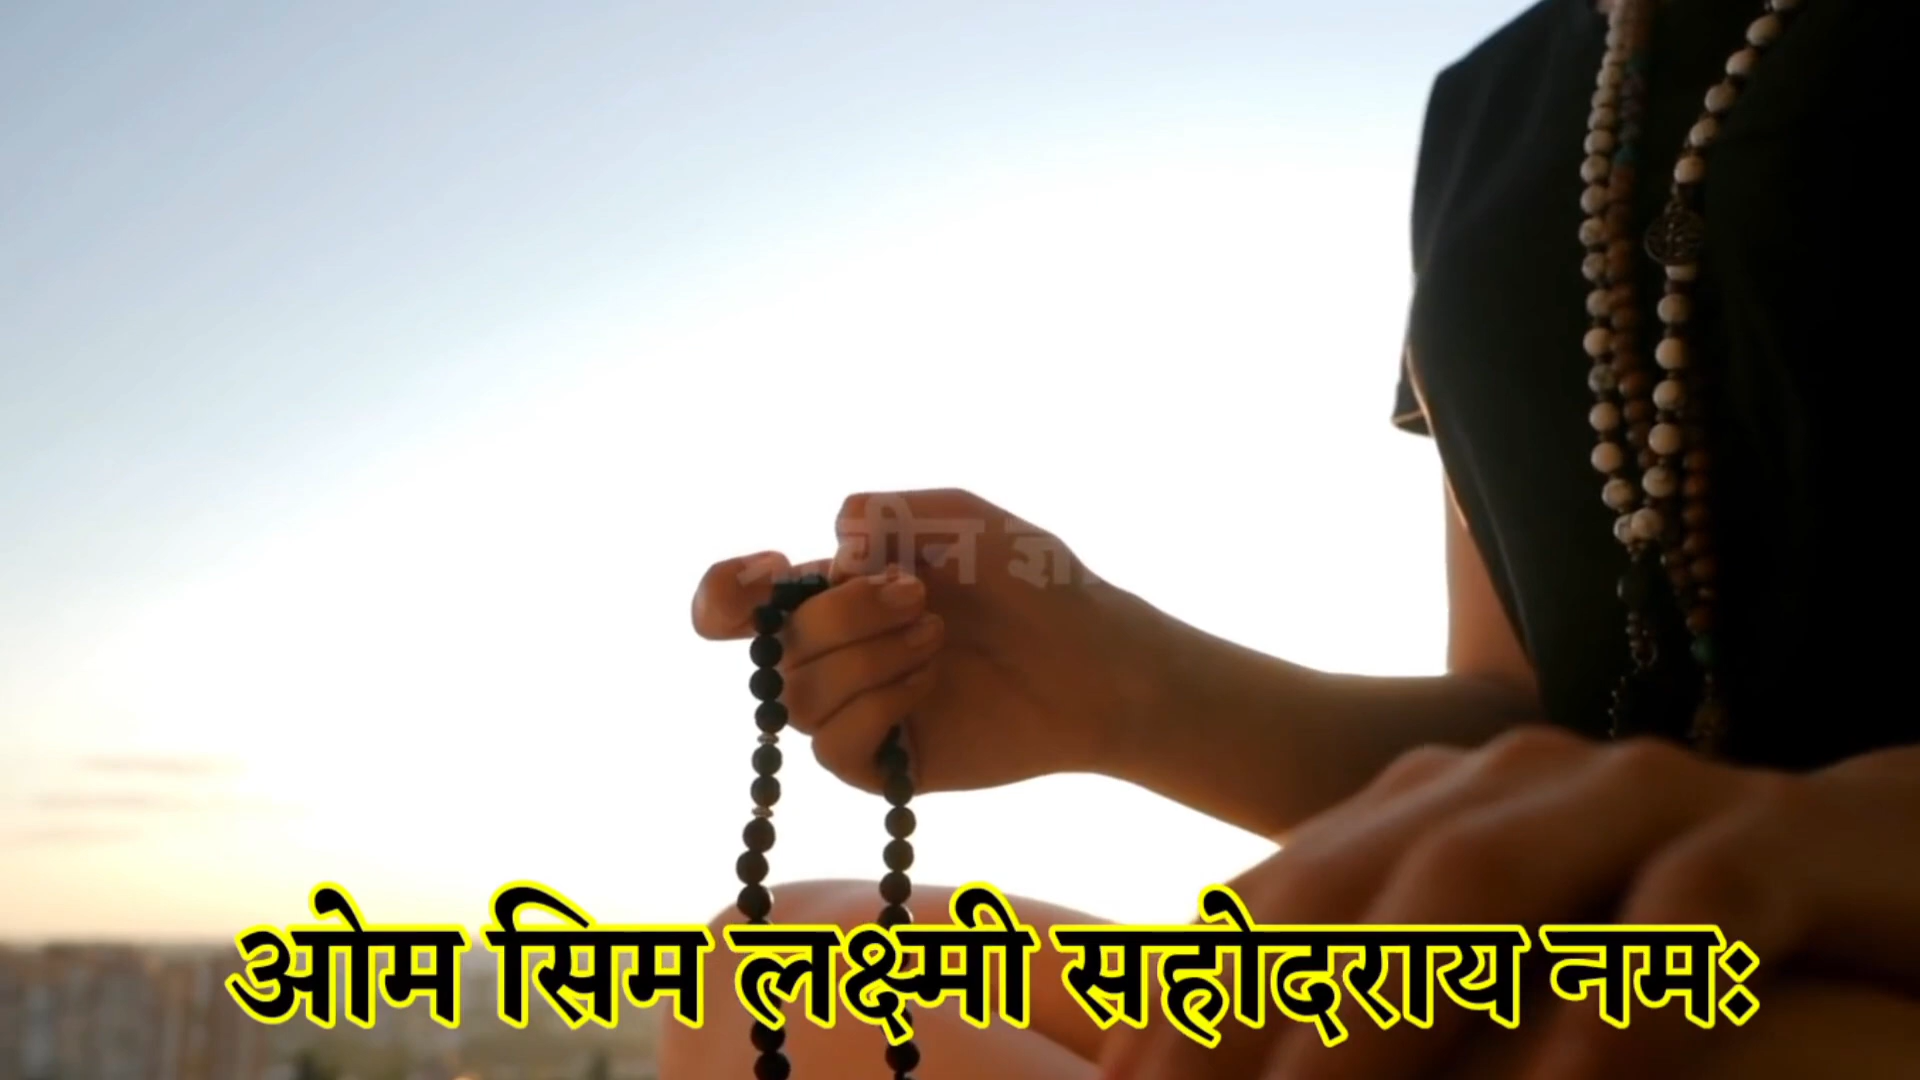 प्राचीन ज्ञा
ओम सिम लक्ष्मी सहोदराय नमः